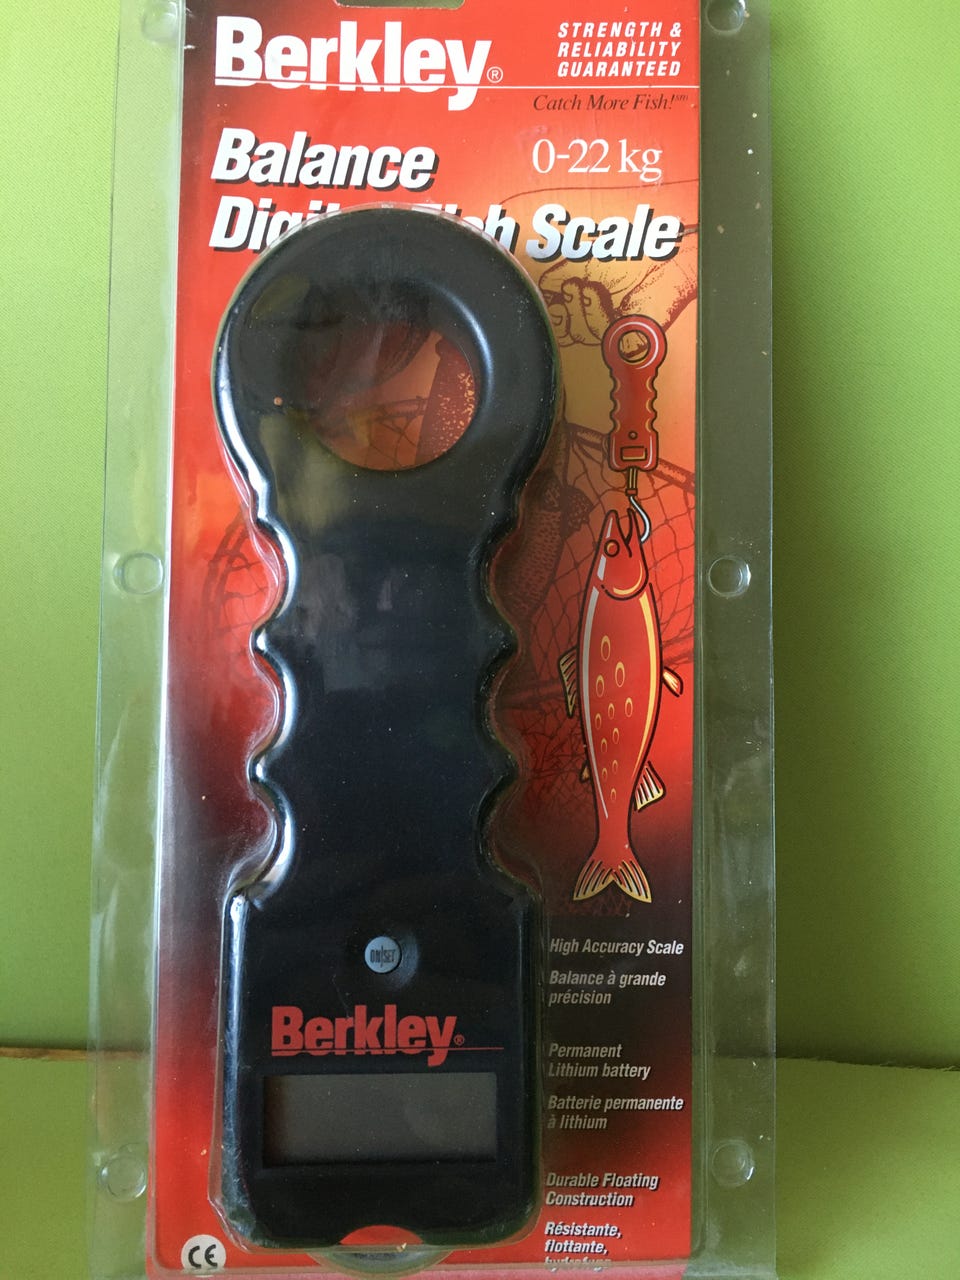 Berkley®
STRENGTH &
RELIABILITY
GUARANTEED
Catch More Fish!sm
Balance
0-22 kg
Scale
High Accuracy Scale
Balance à grande
précision
ON/SET
Berkley®
Permanent
Lithium battery
Batterie permanente
à lithium
Durable Floating
Construction
Résistante,
flottante,
CE